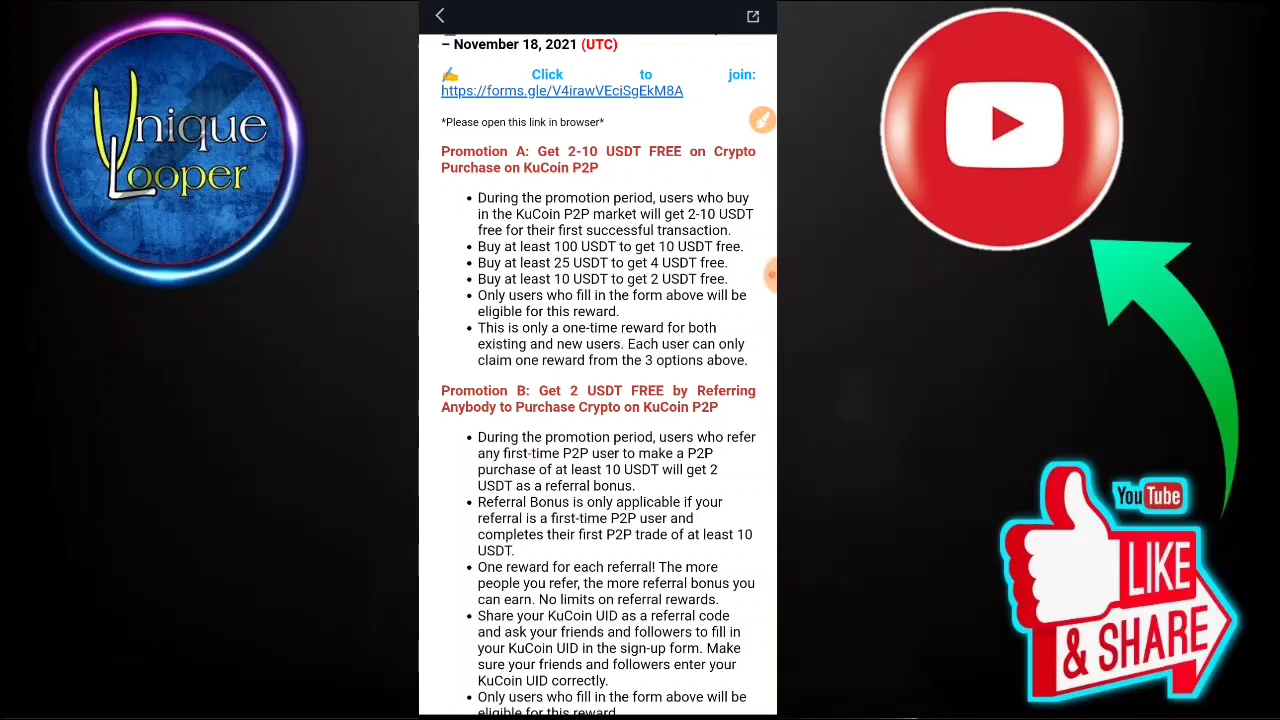 Unique
Looper
– November 18, 2021 (UTC)
✍️ Click to join:
https://forms.gle/V4irawVEciSgEkM8A
*Please open this link in browser*
Promotion A: Get 2-10 USDT FREE on Crypto
Purchase on KuCoin P2P
• During the promotion period, users who buy
in the KuCoin P2P market will get 2-10 USDT
free for their first successful transaction.
• Buy at least 100 USDT to get 10 USDT free.
• Buy at least 25 USDT to get 4 USDT free.
• Buy at least 10 USDT to get 2 USDT free.
• Only users who fill in the form above will be
eligible for this reward.
• This is only a one-time reward for both
existing and new users. Each user can only
claim one reward from the 3 options above.
Promotion B: Get 2 USDT FREE by Referring
Anybody to Purchase Crypto on KuCoin P2P
• During the promotion period, users who refer
any first-time P2P user to make a P2P
purchase of at least 10 USDT will get 2
USDT as a referral bonus.
• Referral Bonus is only applicable if your
referral is a first-time P2P user and
completes their first P2P trade of at least 10
USDT.
• One reward for each referral! The more
people you refer, the more referral bonus you
can earn. No limits on referral rewards.
• Share your KuCoin UID as a referral code
and ask your friends and followers to fill in
your KuCoin UID in the sign-up form. Make
sure your friends and followers enter your
KuCoin UID correctly.
• Only users who fill in the form above will be
eligible for this reward
YouTube
LIKE
& SHARE